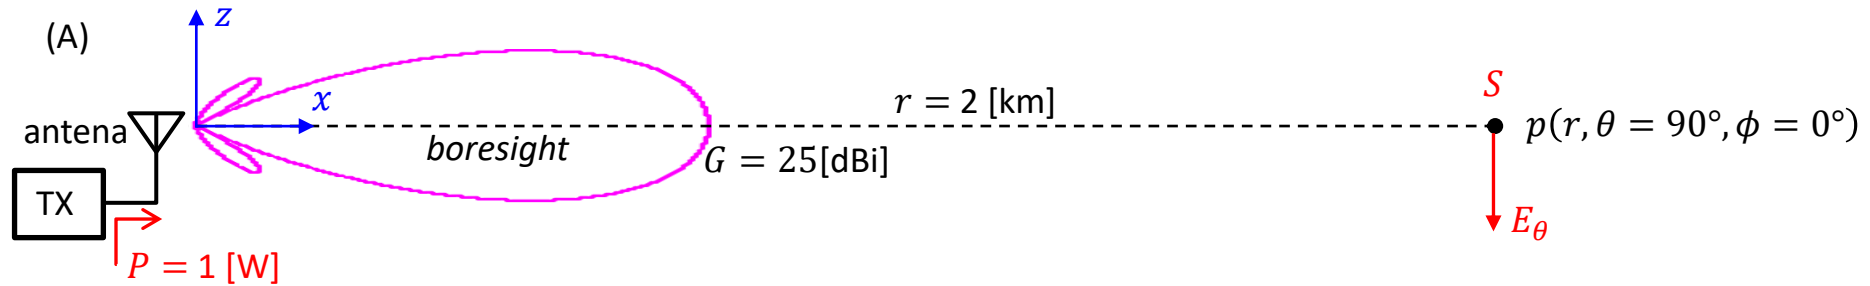 (A)
z
x
antena
TX
P = 1 [W]
boresight
G = 25[dBi]
r = 2 [km]
S
p(r, θ = 90°, ϕ = 0°)
E_θ